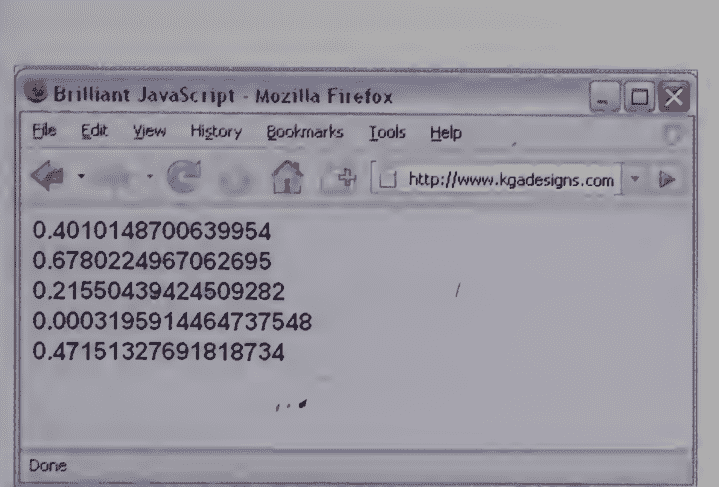 Brilliant JavaScript - Mozilla Firefox
File Edit View History Bookmarks Tools Help
http://www.kgadesigns.com
0.4010148700639954
0.6780224967062695
0.21550439424509282
0.0003195914464737548
0.47151327691818734
Done